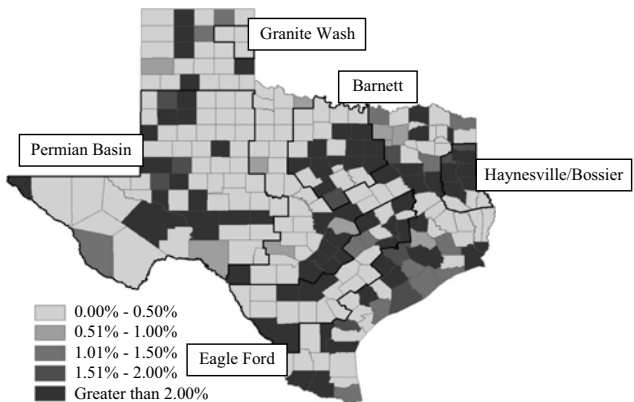 Granite Wash
Barnett
Permian Basin
Haynesville/Bossier
0.00% - 0.50%
0.51% - 1.00%
1.01% - 1.50%
1.51% - 2.00%
Greater than 2.00%
Eagle Ford